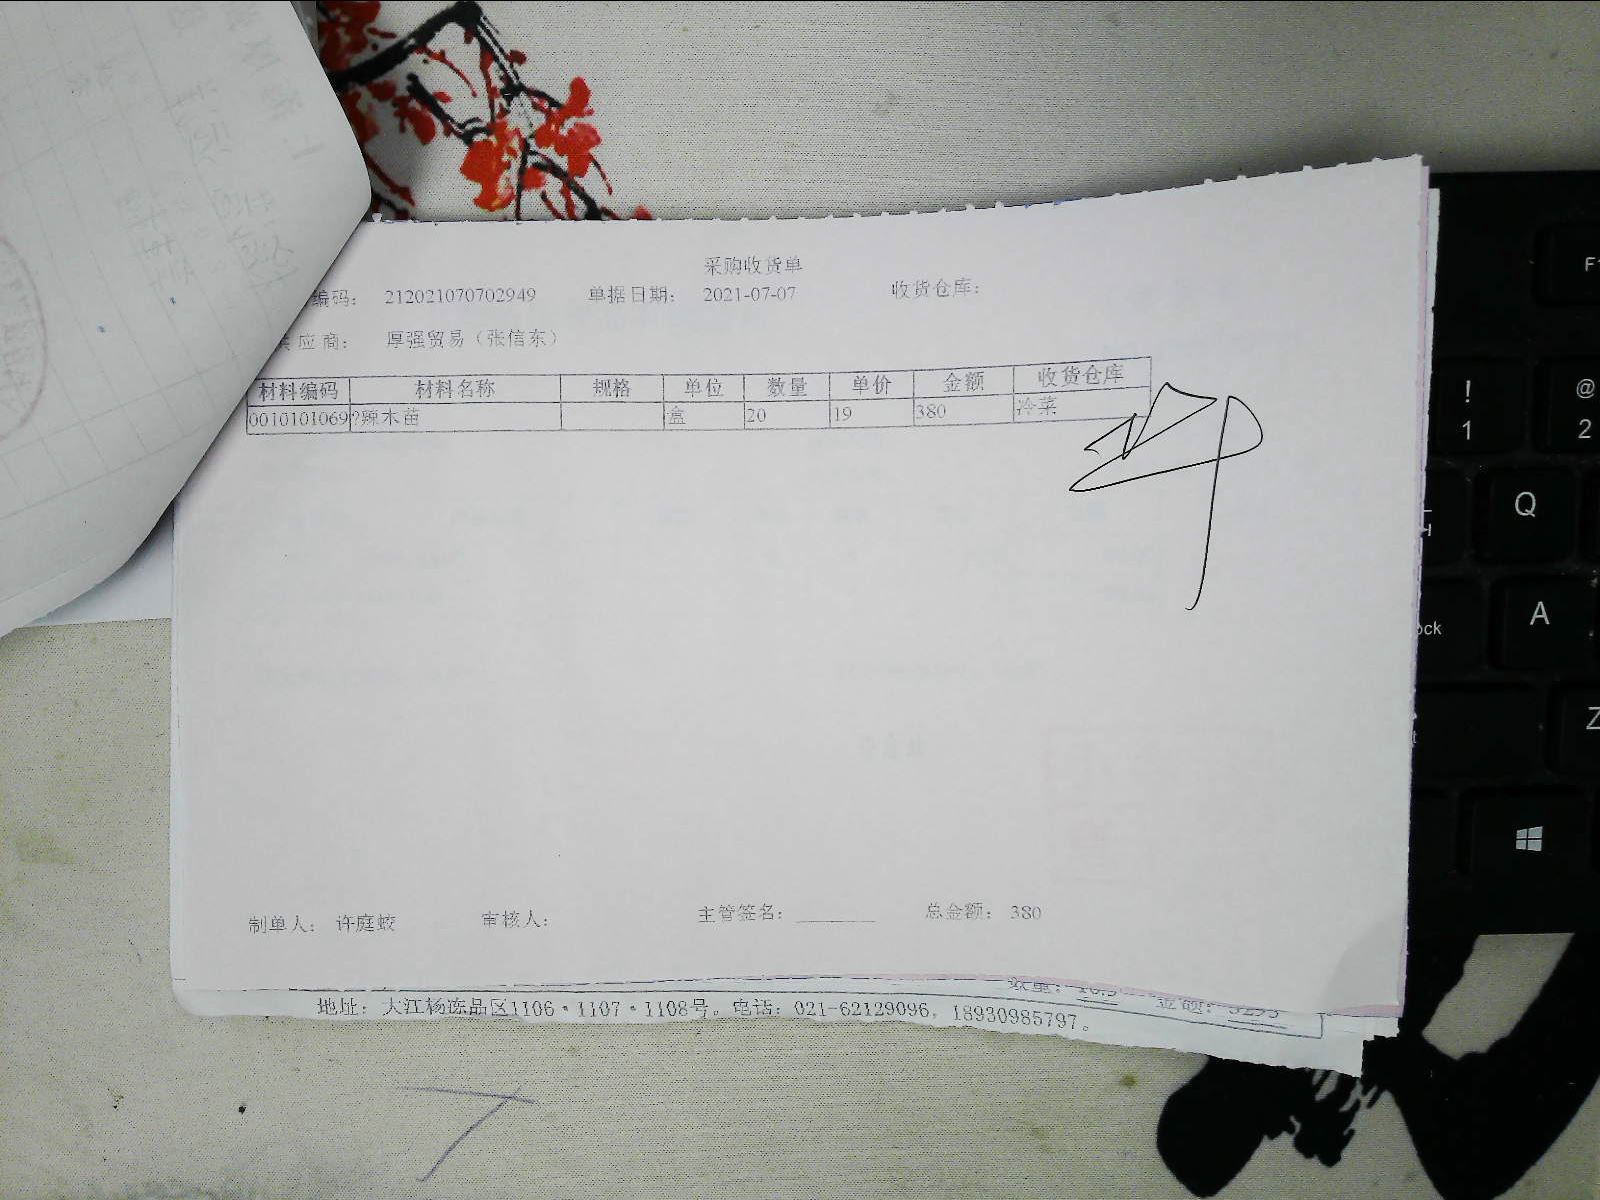 采购收货单
编码： 212021070702949 单据日期： 2021-07-07 收货仓库：
应商： 厚强贸易（张信东）
材料编码 材料名称 规格 单位 数量 单价 金额 收货仓库
0010101069 ?辣木苗 盒 20 19 380 冷菜
制单人： 许庭蛟 审核人： 主管签名： 总金额： 380
地址：大江杨冻品区1106·1107·1108号。电话：021-62129096，18930985797。
F1
!
1
@
2
Q
A
ock
Z